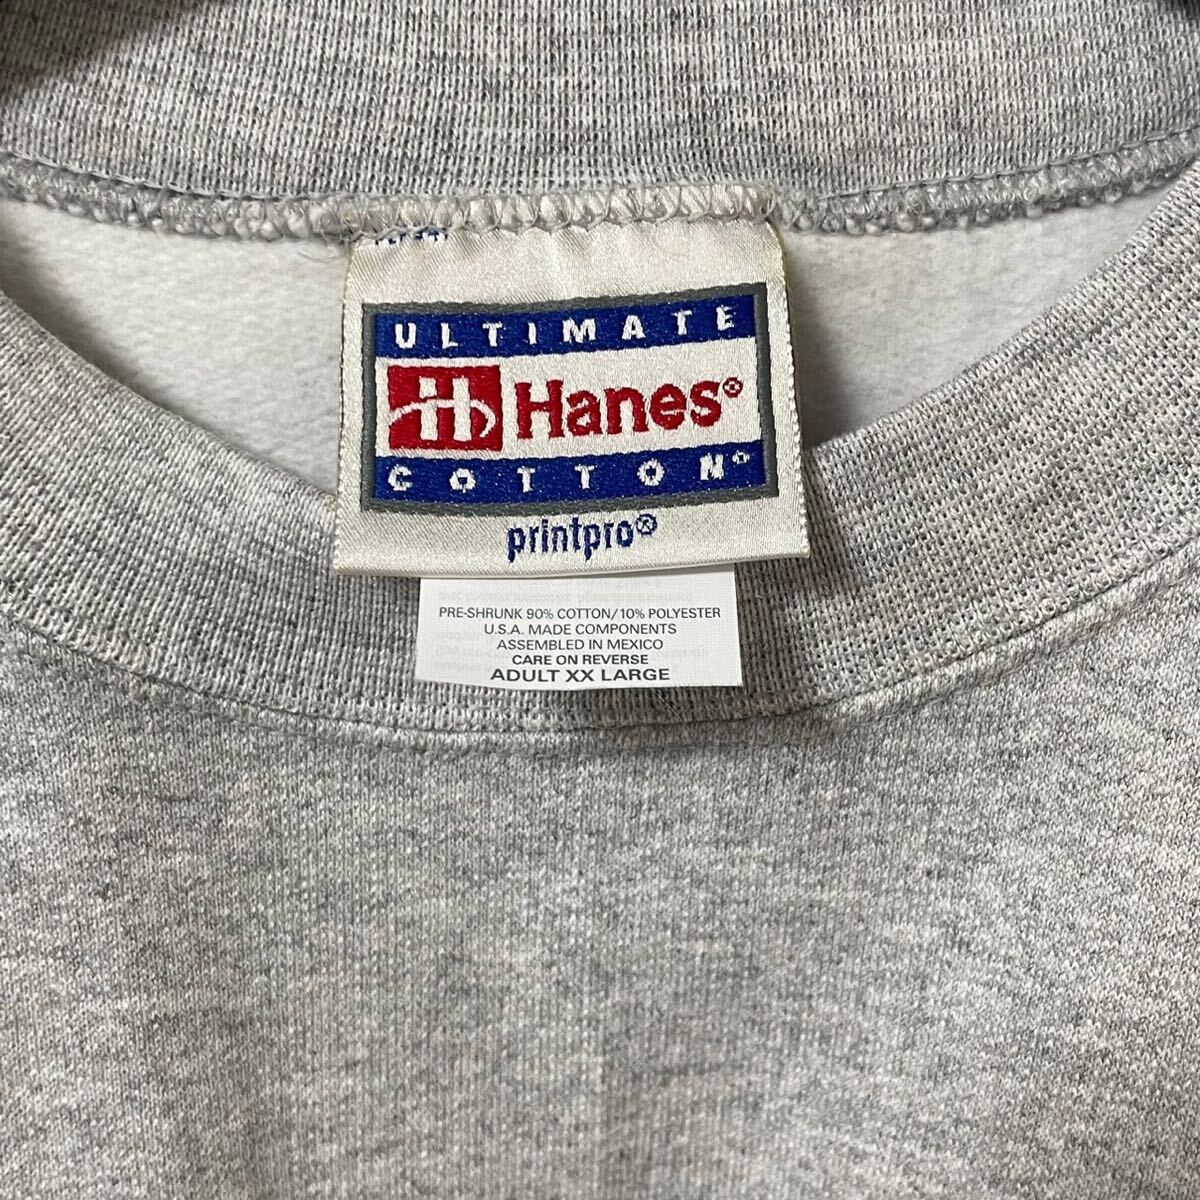 ULTIMATE
Hanes®
COTTON®
printpro®
PRE-SHRUNK 90% COTTON/10% POLYESTER
U.S.A. MADE COMPONENTS
ASSEMBLED IN MEXICO
CARE ON REVERSE
ADULT XX LARGE